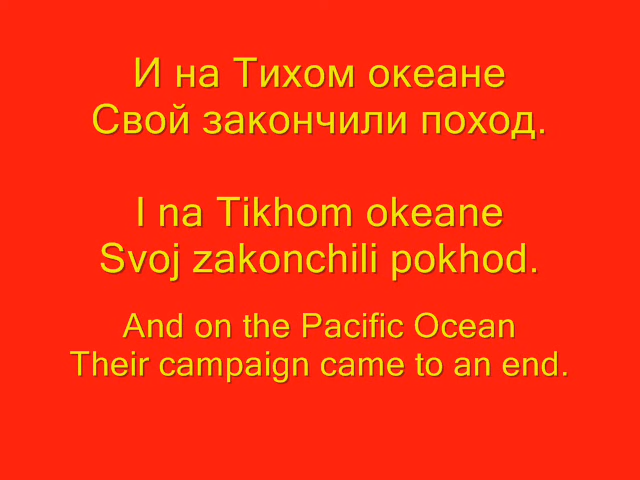 И на Тихом океане
Свой закончили поход.
I na Tikhom okeane
Svoj zakonchili pokhod.
And on the Pacific Ocean
Their campaign came to an end.